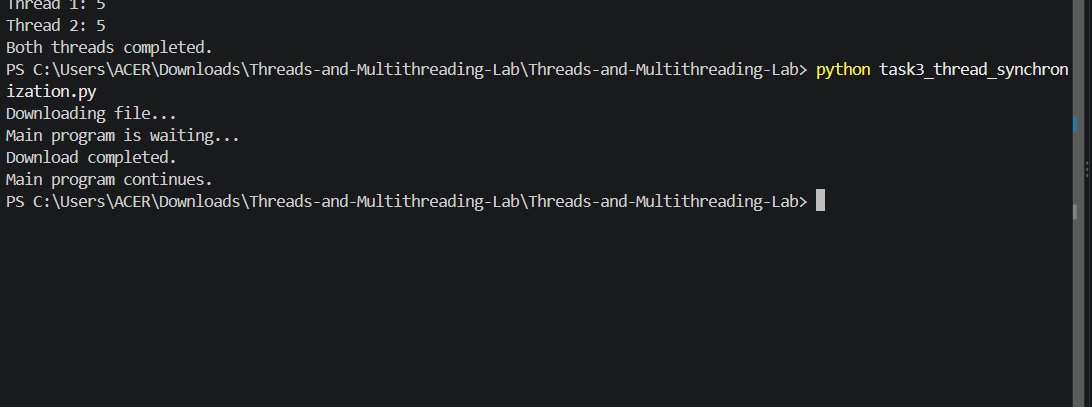 Thread 1: 5
Thread 2: 5
Both threads completed.
PS C:\Users\ACER\Downloads\Threads-and-Multithreading-Lab\Threads-and-Multithreading-Lab> python task3_thread_synchron
ization.py
Downloading file...
Main program is waiting...
Download completed.
Main program continues.
PS C:\Users\ACER\Downloads\Threads-and-Multithreading-Lab\Threads-and-Multithreading-Lab>